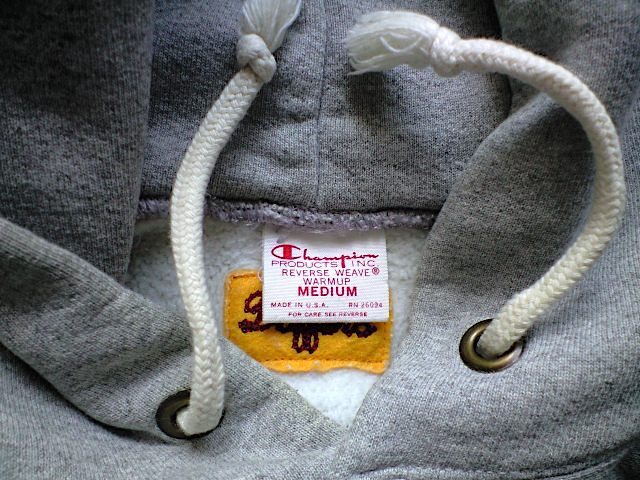 Champion
PRODUCTS INC
REVERSE WEAVE®
WARMUP
MEDIUM
MADE IN U.S.A. RN 26094
FOR CARE SEE REVERSE